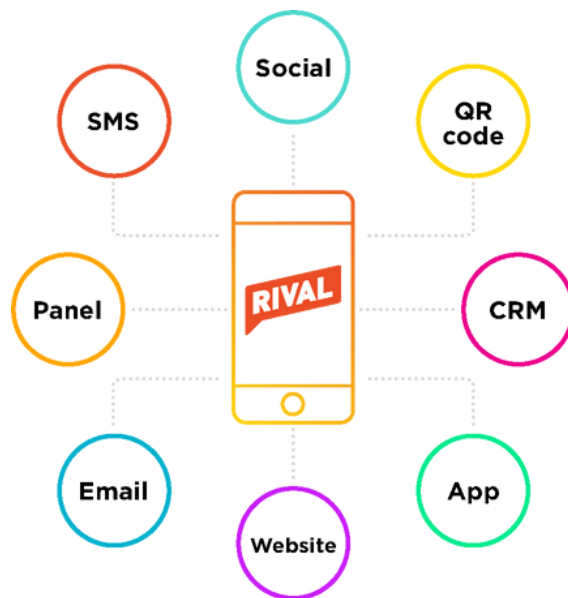 Social
SMS
QR
code
RIVAL
Panel
CRM
Email
App
Website